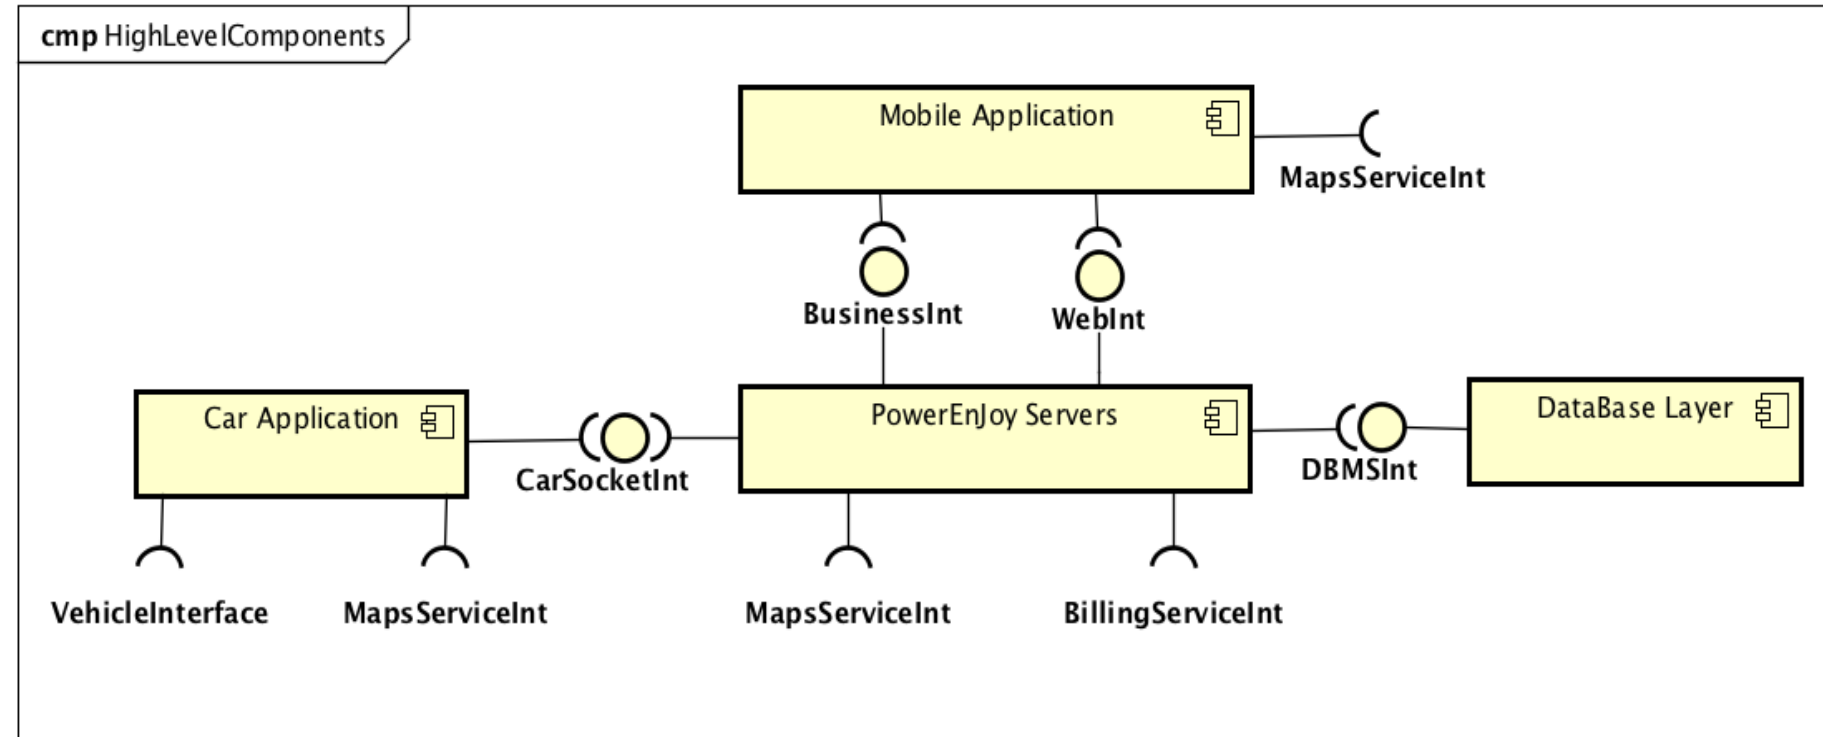 cmp HighLevelComponents
Mobile Application
MapsServiceInt
BusinessInt
WebInt
Car Application
CarSocketInt
PowerEnJoy Servers
DBMSInt
DataBase Layer
VehicleInterface
MapsServiceInt
MapsServiceInt
BillingServiceInt